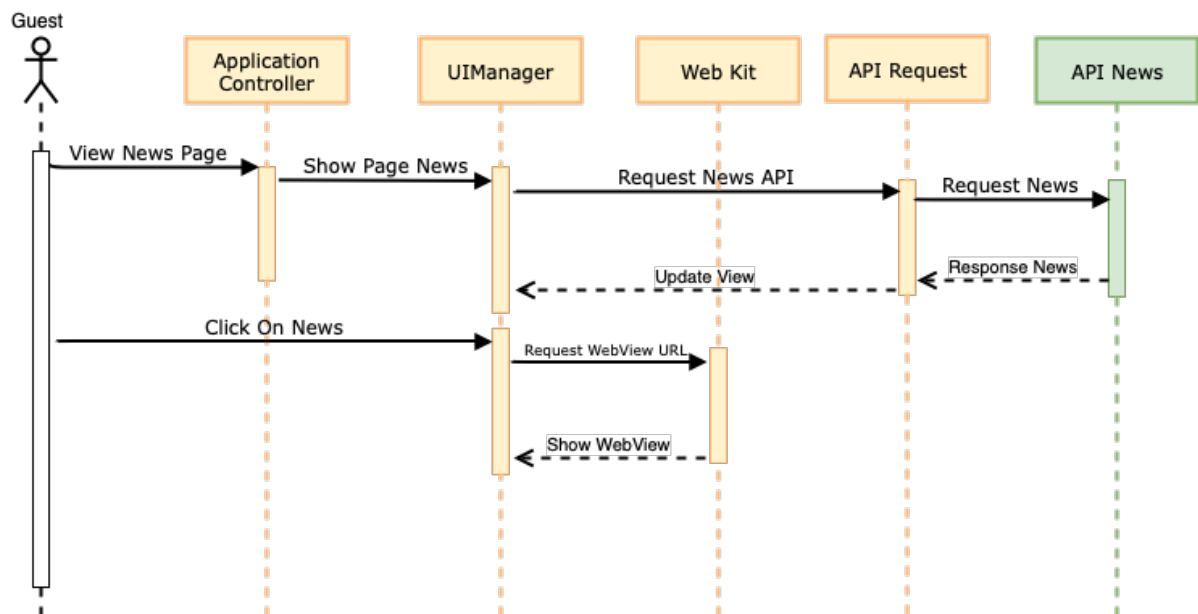 Guest
Application
Controller
UIManager
Web Kit
API Request
API News
View News Page
Show Page News
Request News API
Request News
Response News
Update View
Click On News
Request WebView URL
Show WebView